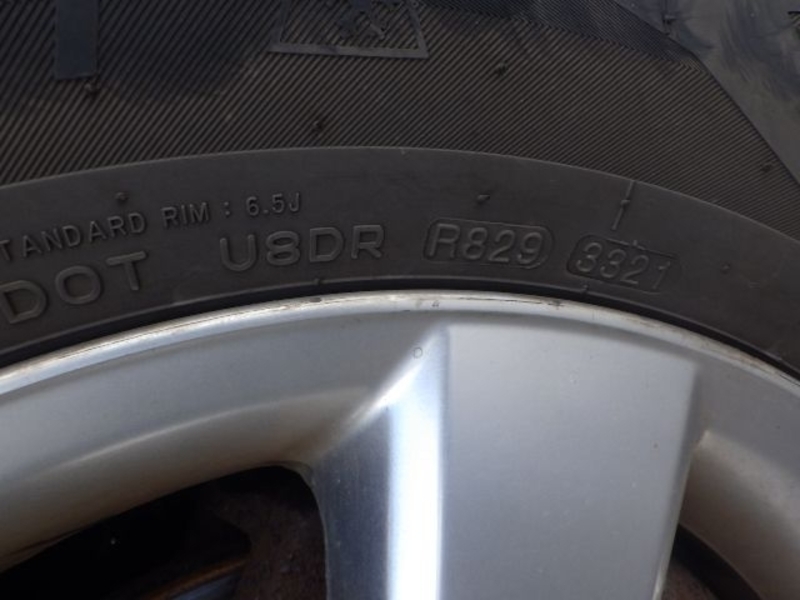 STANDARD RIM : 6.5J
DOT U8DR R829 3321